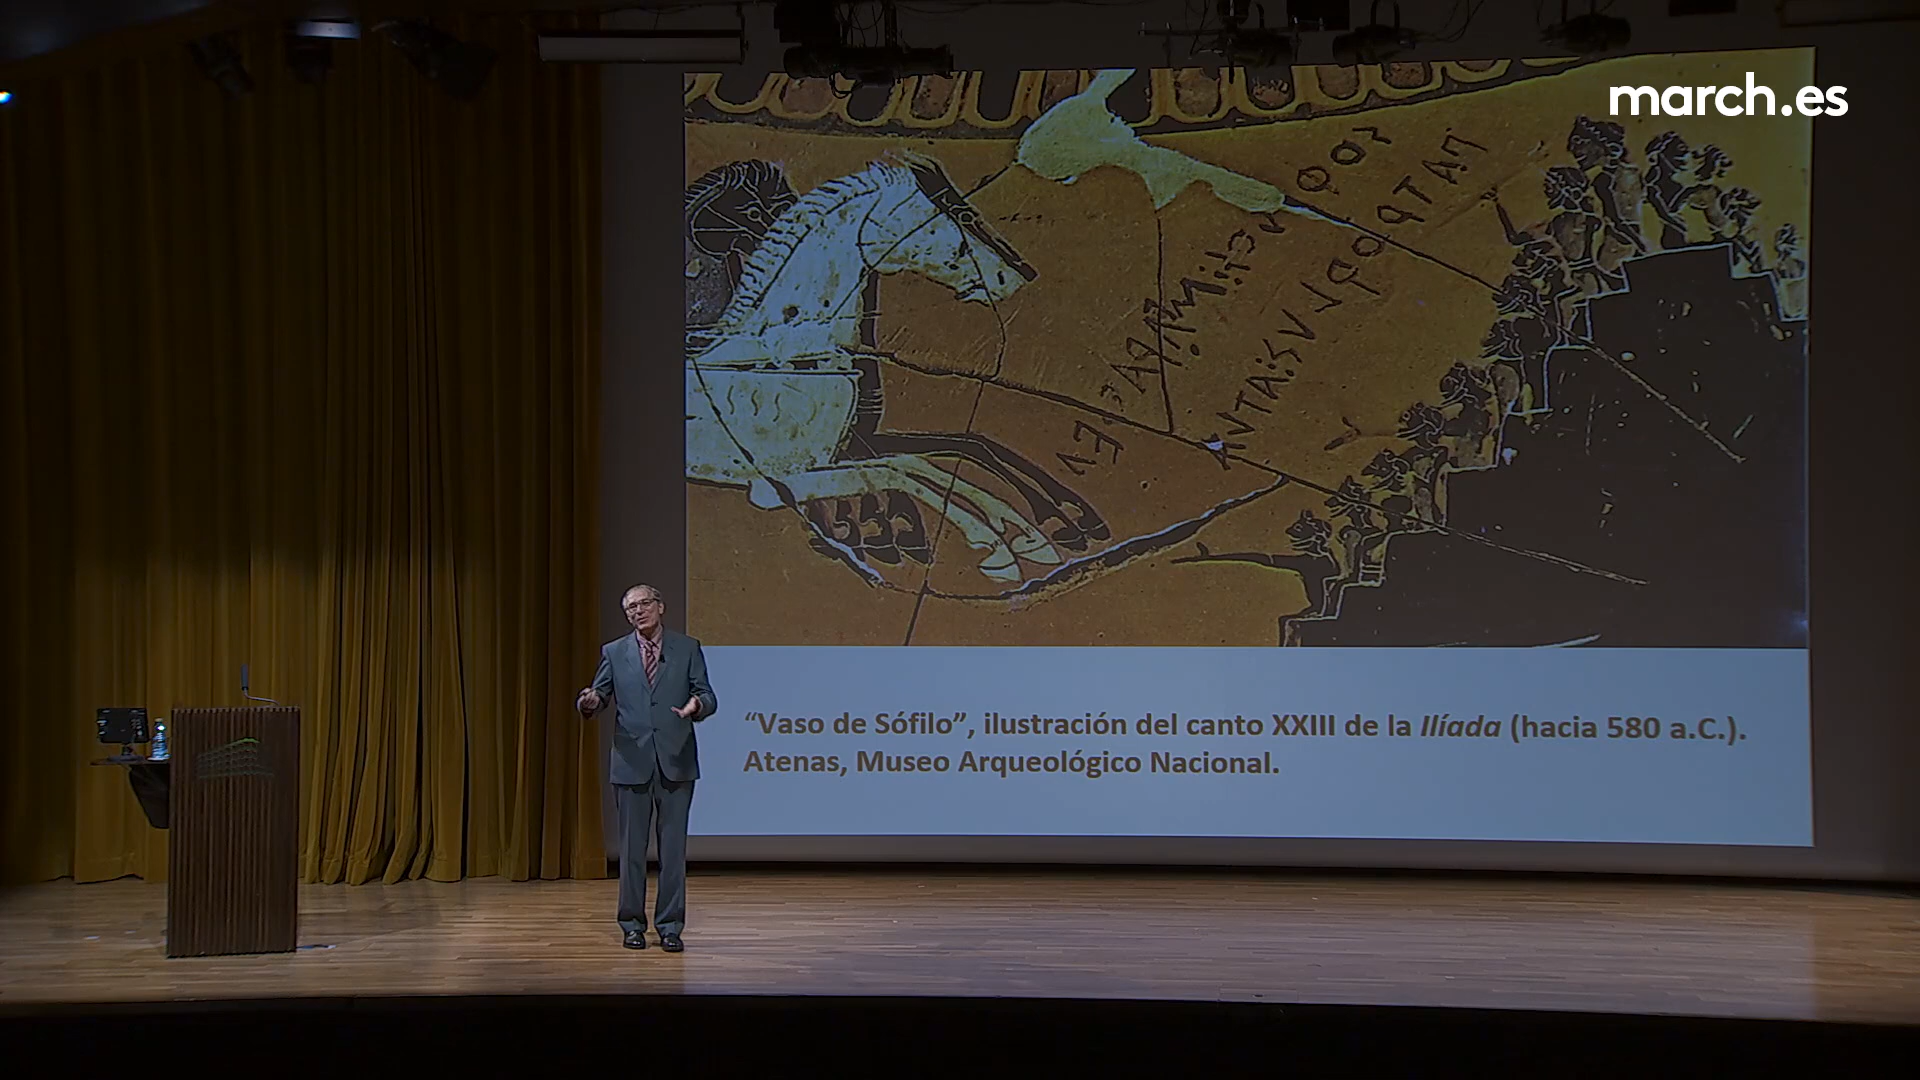 march.es
“Vaso de Sófilo”, ilustración del canto XXIII de la Ilíada (hacia 580 a.C.).
Atenas, Museo Arqueológico Nacional.